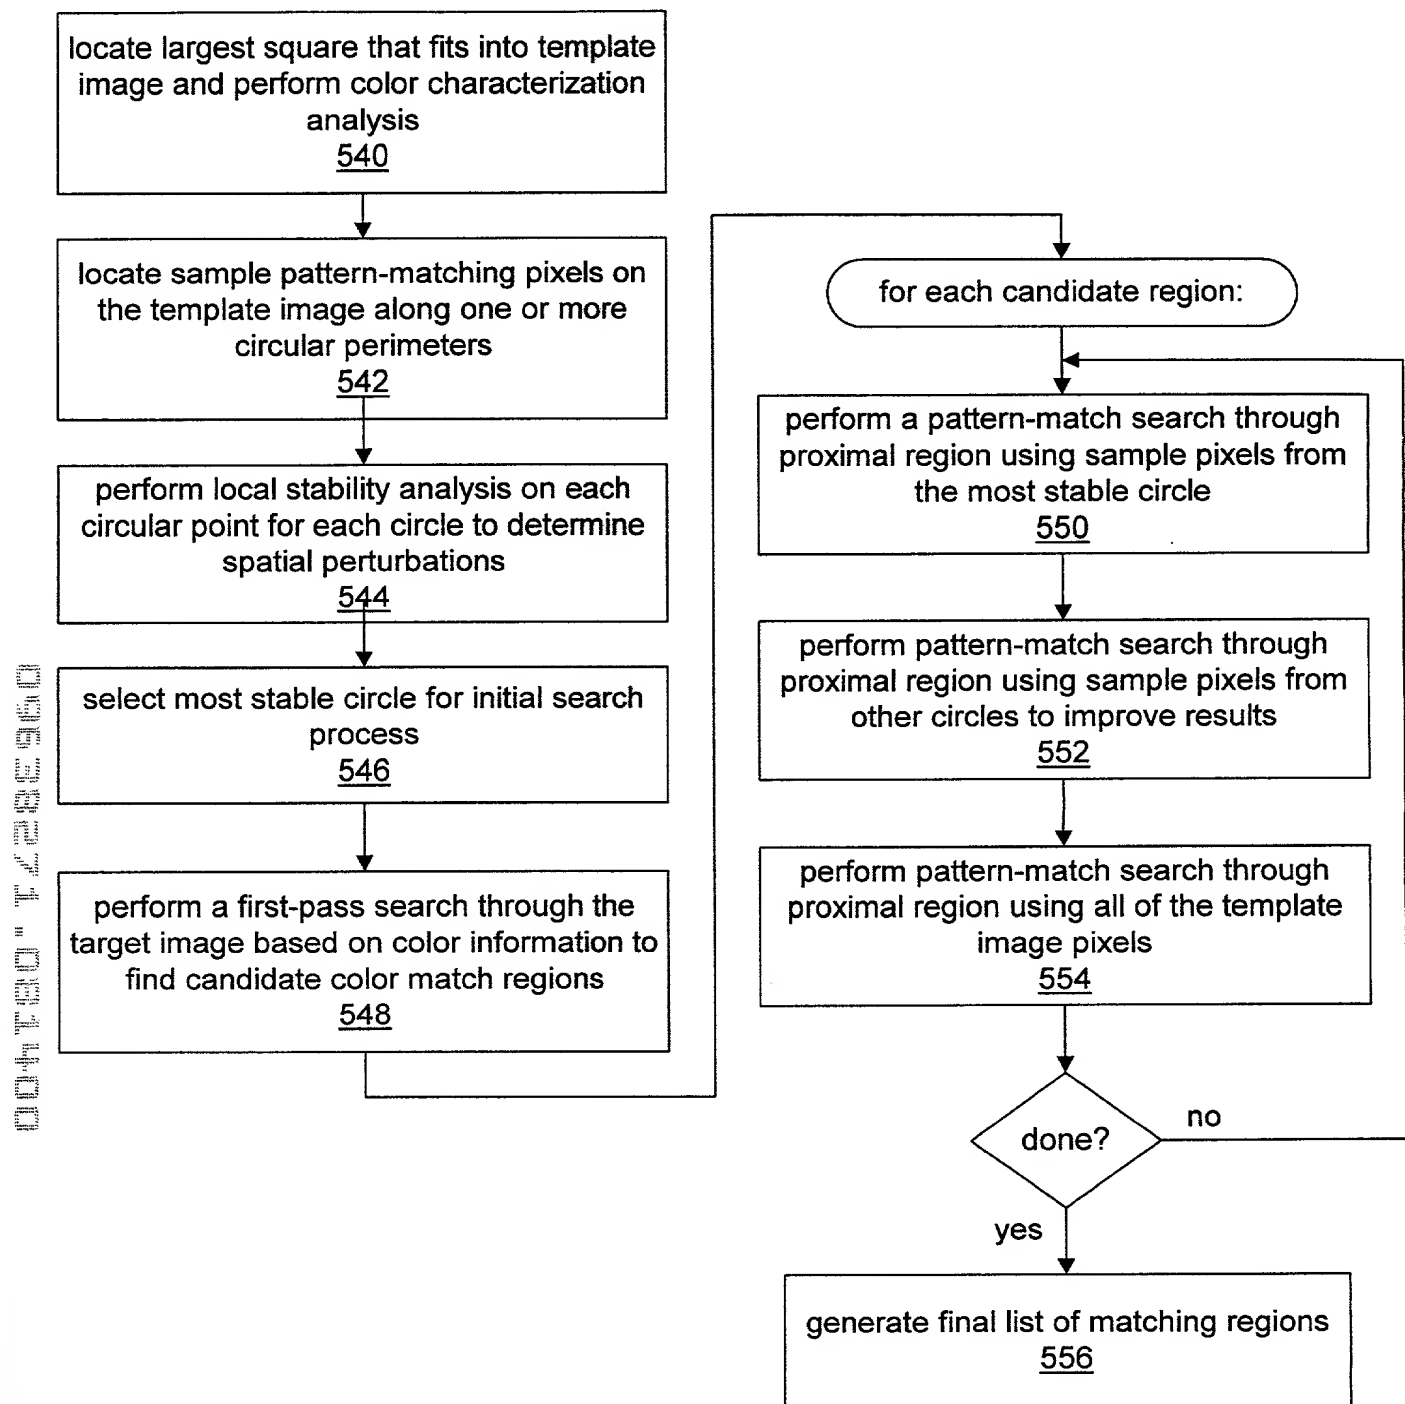 locate largest square that fits into template
image and perform color characterization
analysis
540
locate sample pattern-matching pixels on
the template image along one or more
circular perimeters
542
perform local stability analysis on each
circular point for each circle to determine
spatial perturbations
544
select most stable circle for initial search
process
546
perform a first-pass search through the
target image based on color information to
find candidate color match regions
548
for each candidate region:
perform a pattern-match search through
proximal region using sample pixels from
the most stable circle
550
perform pattern-match search through
proximal region using sample pixels from
other circles to improve results
552
perform pattern-match search through
proximal region using all of the template
image pixels
554
done?
no
yes
generate final list of matching regions
556